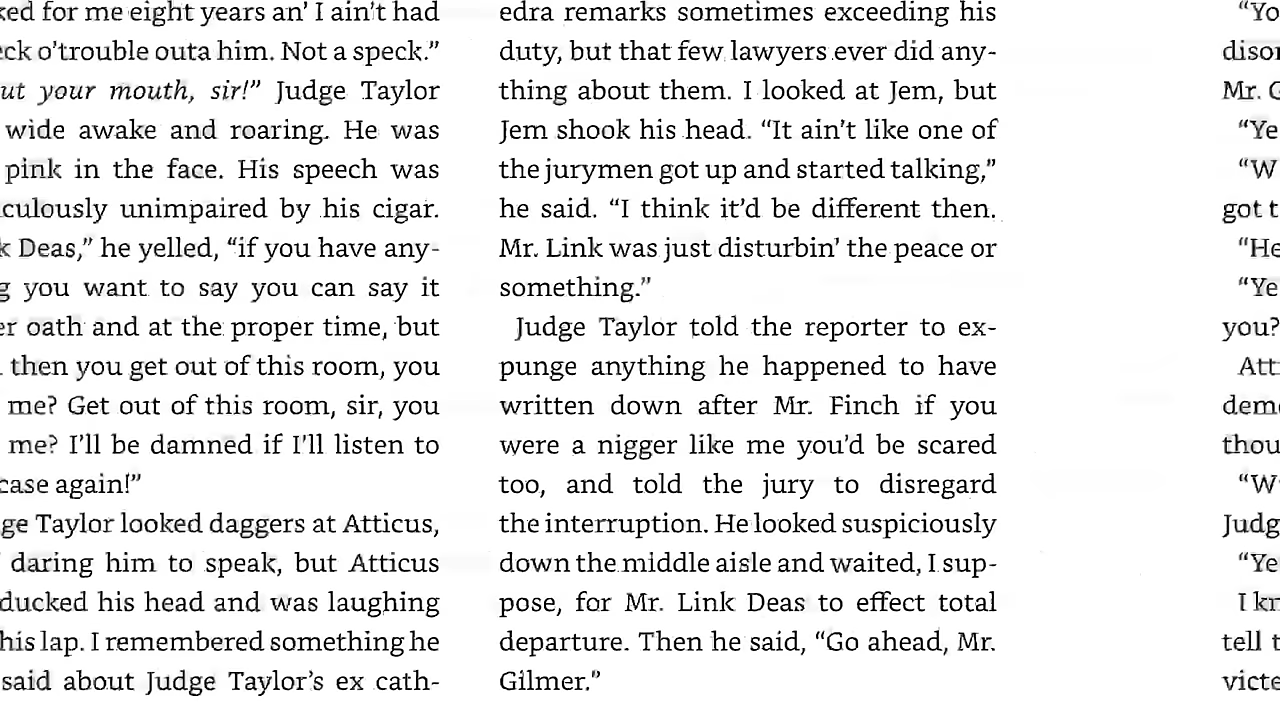 ked for me eight years an’ I ain’t had
eck o’trouble outa him. Not a speck.”
ut your mouth, sir!” Judge Taylor
wide awake and roaring. He was
pink in the face. His speech was
culously unimpaired by his cigar.
k Deas,” he yelled, “if you have any-
g you want to say you can say it
er oath and at the proper time, but
then you get out of this room, you
me? Get out of this room, sir, you
me? I’ll be damned if I’ll listen to
case again!”
ge Taylor looked daggers at Atticus,
daring him to speak, but Atticus
ducked his head and was laughing
his lap. I remembered something he
said about Judge Taylor’s ex cath-
edra remarks sometimes exceeding his
duty, but that few lawyers ever did any-
thing about them. I looked at Jem, but
Jem shook his head. “It ain’t like one of
the jurymen got up and started talking,”
he said. “I think it’d be different then.
Mr. Link was just disturbin’ the peace or
something.”
Judge Taylor told the reporter to ex-
punge anything he happened to have
written down after Mr. Finch if you
were a nigger like me you’d be scared
too, and told the jury to disregard
the interruption. He looked suspiciously
down the middle aisle and waited, I sup-
pose, for Mr. Link Deas to effect total
departure. Then he said, “Go ahead, Mr.
Gilmer.”
“Yo
disor
Mr. G
“Ye
“W
got t
“He
“Ye
you?
Att
demo
thou
“W
Judg
“Ye
I kn
tell t
victe